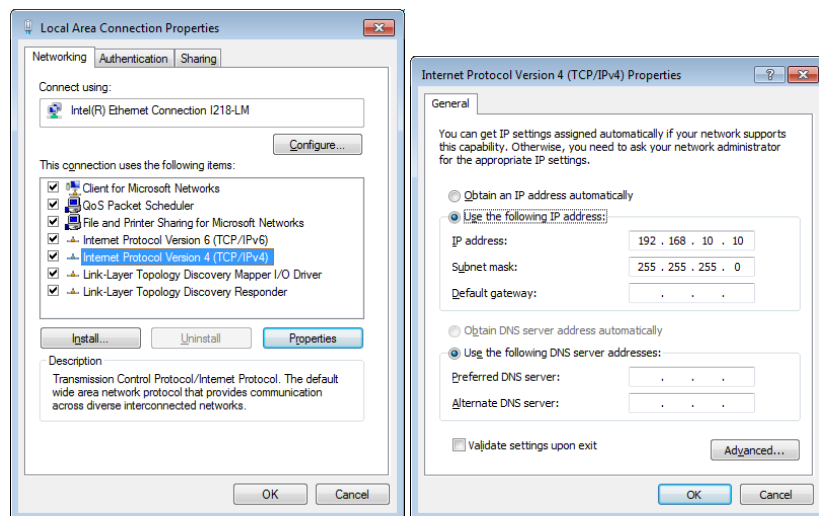 Local Area Connection Properties
Networking Authentication Sharing
Connect using:
Intel(R) Ethernet Connection I218-LM
Configure...
This connection uses the following items:
Client for Microsoft Networks
QoS Packet Scheduler
File and Printer Sharing for Microsoft Networks
Internet Protocol Version 6 (TCP/IPv6)
Internet Protocol Version 4 (TCP/IPv4)
Link-Layer Topology Discovery Mapper I/O Driver
Link-Layer Topology Discovery Responder
Install... Uninstall Properties
Description
Transmission Control Protocol/Internet Protocol. The default
wide area network protocol that provides communication
across diverse interconnected networks.
OK Cancel
Internet Protocol Version 4 (TCP/IPv4) Properties
General
You can get IP settings assigned automatically if your network supports
this capability. Otherwise, you need to ask your network administrator
for the appropriate IP settings.
Obtain an IP address automatically
Use the following IP address:
IP address: 192 . 168 . 10 . 10
Subnet mask: 255 . 255 . 255 . 0
Default gateway: . . .
Obtain DNS server address automatically
Use the following DNS server addresses:
Preferred DNS server: . . .
Alternate DNS server: . . .
Validate settings upon exit
Advanced...
OK Cancel